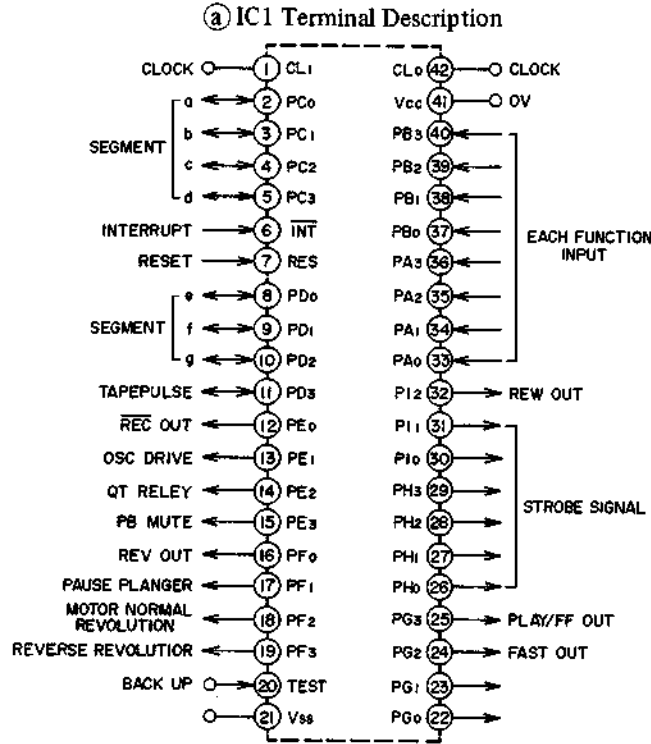 ⓐ IC1 Terminal Description
CLOCK 1 CL1 CL0 42 CLOCK
a 2 PC0 Vcc 41 OV
b 3 PC1 PB3 40
SEGMENT
c 4 PC2 PB2 39
d 5 PC3 PB1 38
INTERRUPT 6 INT PB0 37
EACH FUNCTION
INPUT
RESET 7 RES PA3 36
e 8 PD0 PA2 35
SEGMENT f 9 PD1 PA1 34
g 10 PD2 PA0 33
TAPEPULSE 11 PD3 PI2 32 REW OUT
REC OUT 12 PE0 PI1 31
OSC DRIVE 13 PE1 PI0 30
QT RELEY 14 PE2 PH3 29
STROBE SIGNAL
PB MUTE 15 PE3 PH2 28
REV OUT 16 PF0 PH1 27
PAUSE PLANGER 17 PF1 PH0 26
MOTOR NORMAL
REVOLUTION 18 PF2 PG3 25 PLAY/FF OUT
REVERSE REVOLUTIOR 19 PF3 PG2 24 FAST OUT
BACK UP 20 TEST PG1 23
21 Vss PG0 22